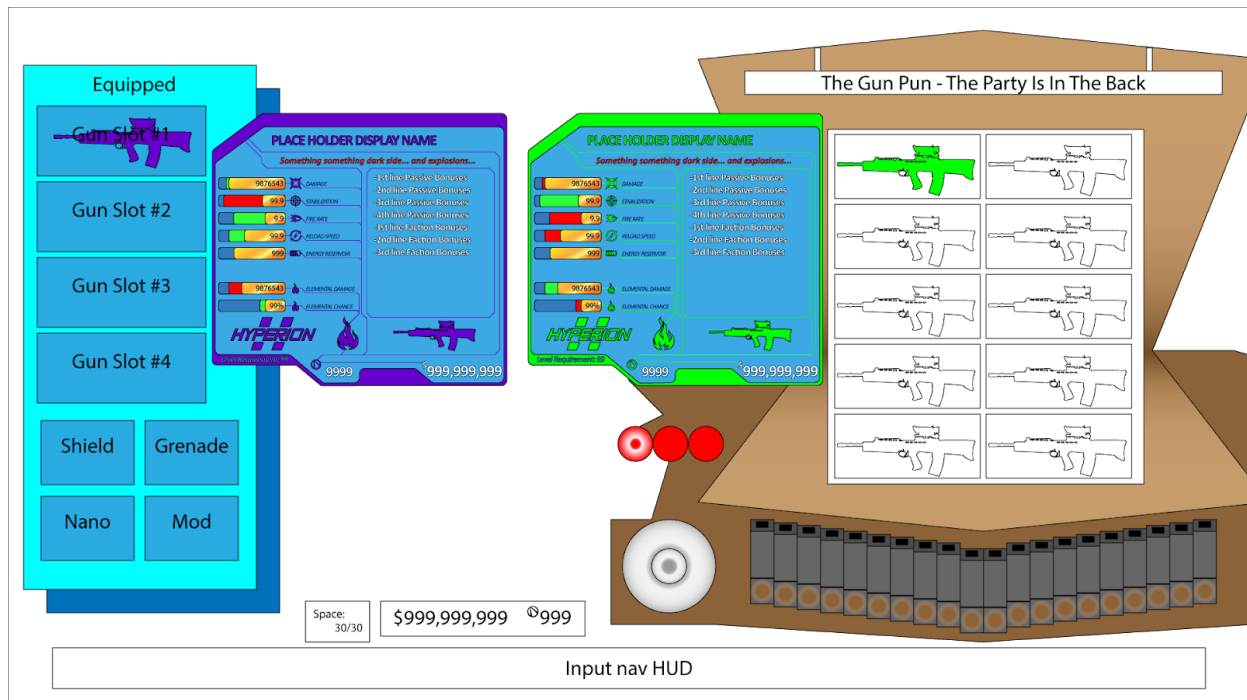 Equipped
Gun Slot #1
Gun Slot #2
Gun Slot #3
Gun Slot #4
Shield
Grenade
Nano
Mod
PLACE HOLDER DISPLAY NAME
Something something dark side... and explosions...
9876543 DAMAGE
99.9 STABILIZATION
9.9 FIRE RATE
99.9 RELOAD SPEED
999 ENERGY RESERVOIR
9876543 ELEMENTAL DAMAGE
99% ELEMENTAL CHANCE
-1st line Passive Bonuses
-2nd line Passive Bonuses
-3rd line Passive Bonuses
-4th line Passive Bonuses
-1st line Faction Bonuses
-2nd line Faction Bonuses
-3rd line Faction Bonuses
HYPERION
Level Requirement: 99
9999
$999,999,999
PLACE HOLDER DISPLAY NAME
Something something dark side... and explosions...
9876543 DAMAGE
99.9 STABILIZATION
9.9 FIRE RATE
99.9 RELOAD SPEED
999 ENERGY RESERVOIR
9876543 ELEMENTAL DAMAGE
99% ELEMENTAL CHANCE
-1st line Passive Bonuses
-2nd line Passive Bonuses
-3rd line Passive Bonuses
-4th line Passive Bonuses
-1st line Faction Bonuses
-2nd line Faction Bonuses
-3rd line Faction Bonuses
HYPERION
Level Requirement: 99
9999
$999,999,999
The Gun Pun - The Party Is In The Back
Space:
30/30
$999,999,999 999
Input nav HUD